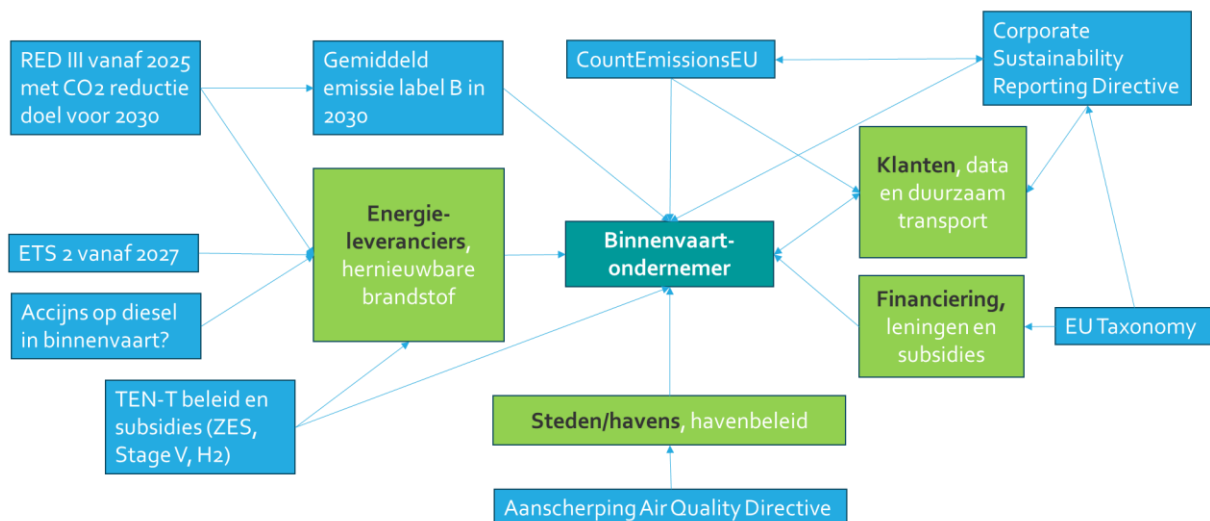 RED III vanaf 2025
met CO2 reductie
doel voor 2030
Gemiddeld
emissie label B in
2030
CountEmissionsEU
Corporate
Sustainability
Reporting Directive
Klanten, data
en duurzaam
transport
Energie-
leveranciers,
hernieuwbare
brandstof
Binnenvaart-
ondernemer
ETS 2 vanaf 2027
Accijns op diesel
in binnenvaart?
Financiering,
leningen en
subsidies
EU Taxonomy
TEN-T beleid en
subsidies (ZES,
Stage V, H2)
Steden/havens, havenbeleid
Aanscherping Air Quality Directive